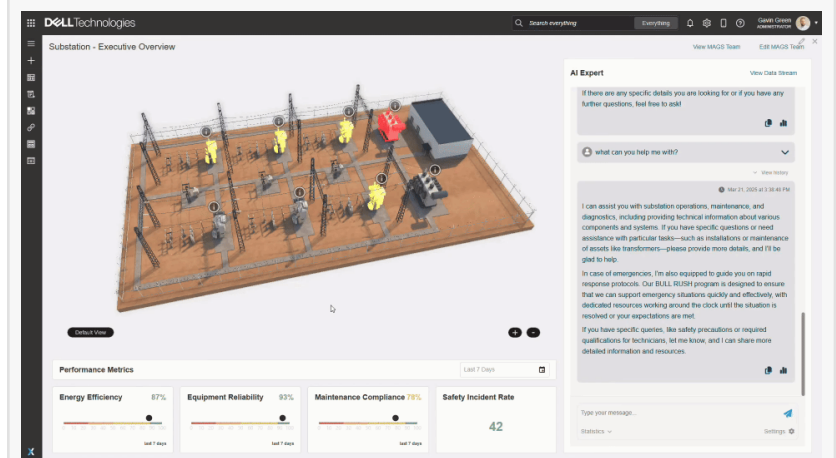 DELLTechnologies
Search everything
Everything
Gavin Green
ADMINISTRATOR
Substation - Executive Overview
View MAGS Team
Edit MAGS Team
AI Expert
View Data Stream
If there are any specific details you are looking for or if you have any
further questions, feel free to ask!
what can you help me with?
View history
Mar 21, 2025 at 3:38:46 PM
I can assist you with substation operations, maintenance, and
diagnostics, including providing technical information about various
components and systems. If you have specific questions or need
assistance with particular tasks—such as installations or maintenance
of assets like transformers—please provide more details, and I'll be
glad to help.
In case of emergencies, I'm also equipped to guide you on rapid
response protocols. Our BULL RUSH program is designed to ensure
that we can support emergency situations quickly and effectively, with
dedicated resources working around the clock until the situation is
resolved or your expectations are met.
If you have specific queries, like safety precautions or required
qualifications for technicians, let me know, and I can share more
detailed information and resources.
Type your message...
Statistics
Settings
Default View
Performance Metrics
Last 7 Days
Energy Efficiency 87%
last 7 days
Equipment Reliability 93%
last 7 days
Maintenance Compliance 78%
last 7 days
Safety Incident Rate
42